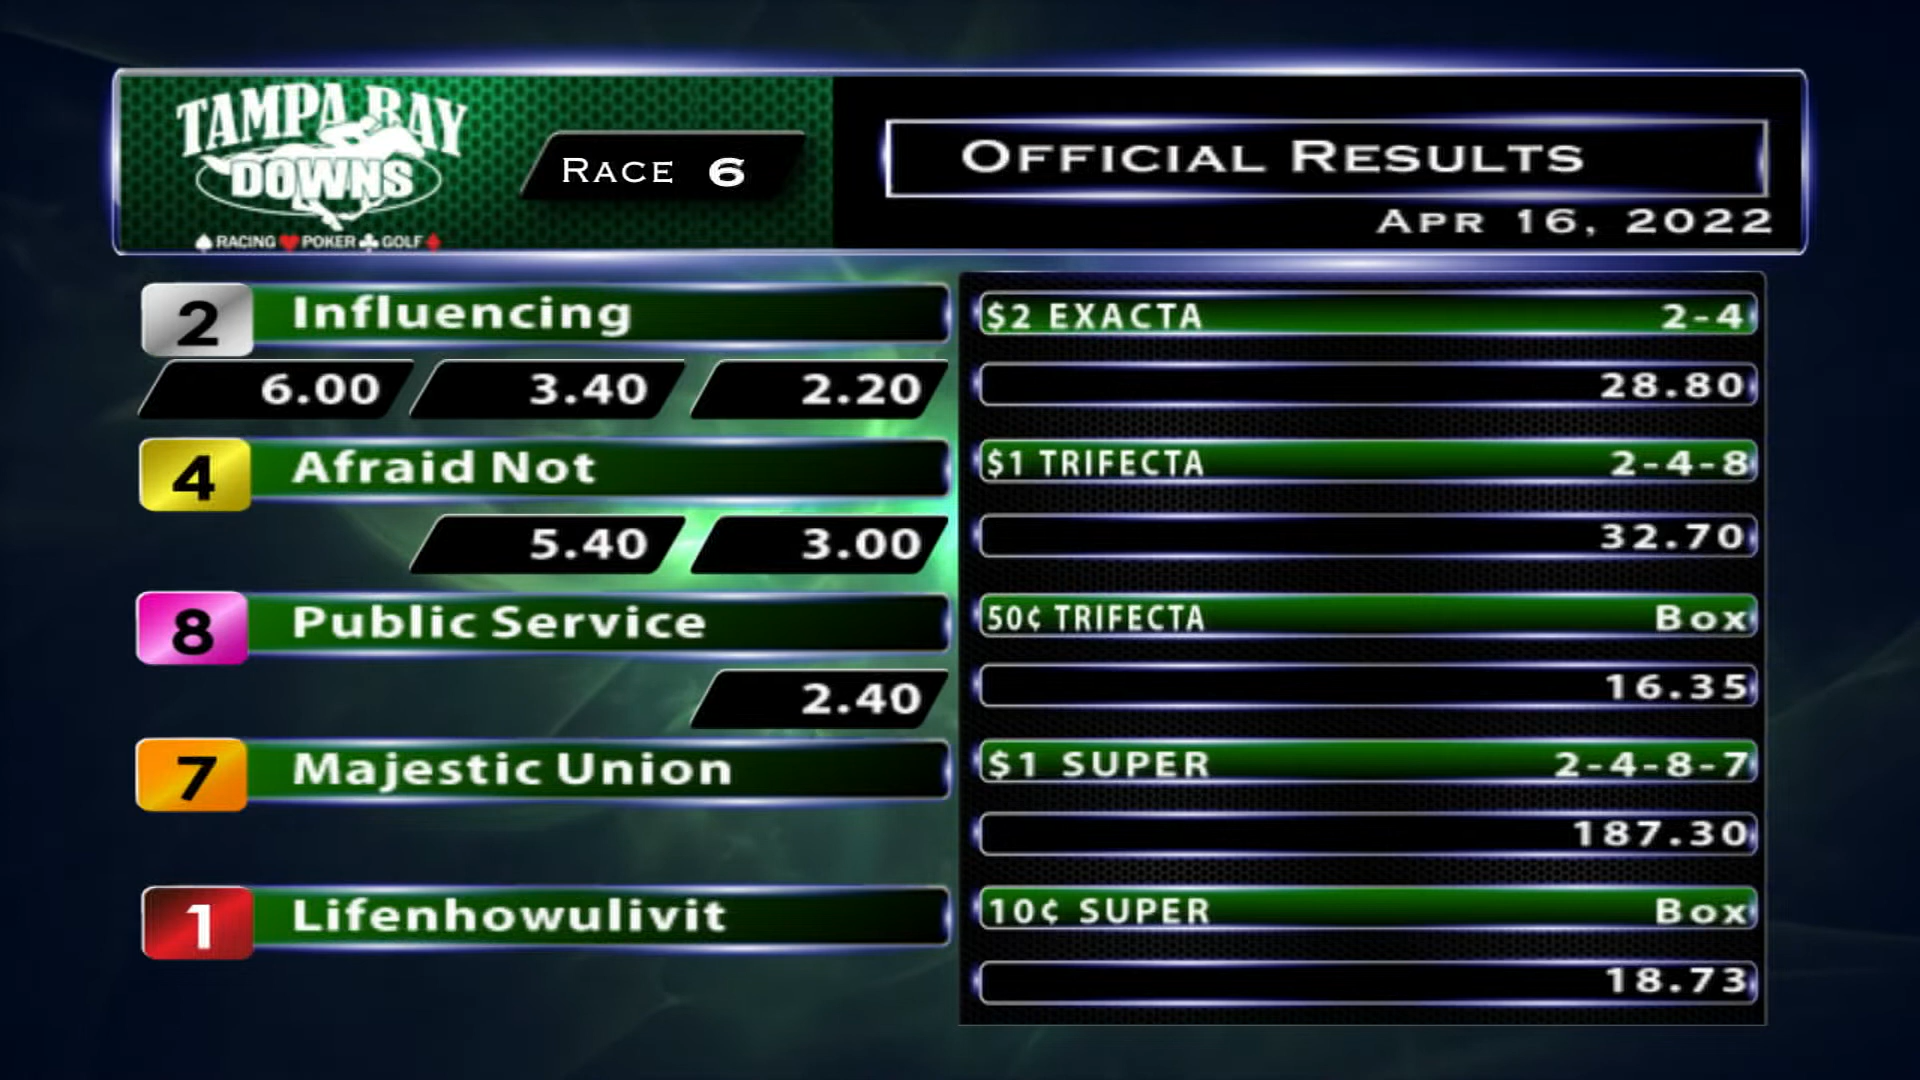 TAMPA BAY
DOWNS
RACING POKER GOLF
RACE 6
OFFICIAL RESULTS
APR 16, 2022
2 Influencing
6.00 3.40 2.20
4 Afraid Not
5.40 3.00
8 Public Service
2.40
7 Majestic Union
1 Lifenhowulivit
$2 EXACTA 2-4
28.80
$1 TRIFECTA 2-4-8
32.70
50¢ TRIFECTA Box
16.35
$1 SUPER 2-4-8-7
187.30
10¢ SUPER Box
18.73